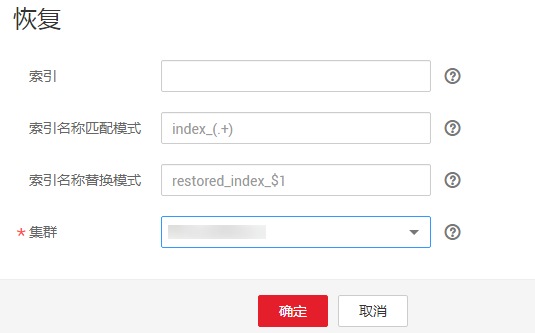 恢复
索引
索引名称匹配模式 index_(.+)
索引名称替换模式 restored_index_$1
* 集群
确定 取消